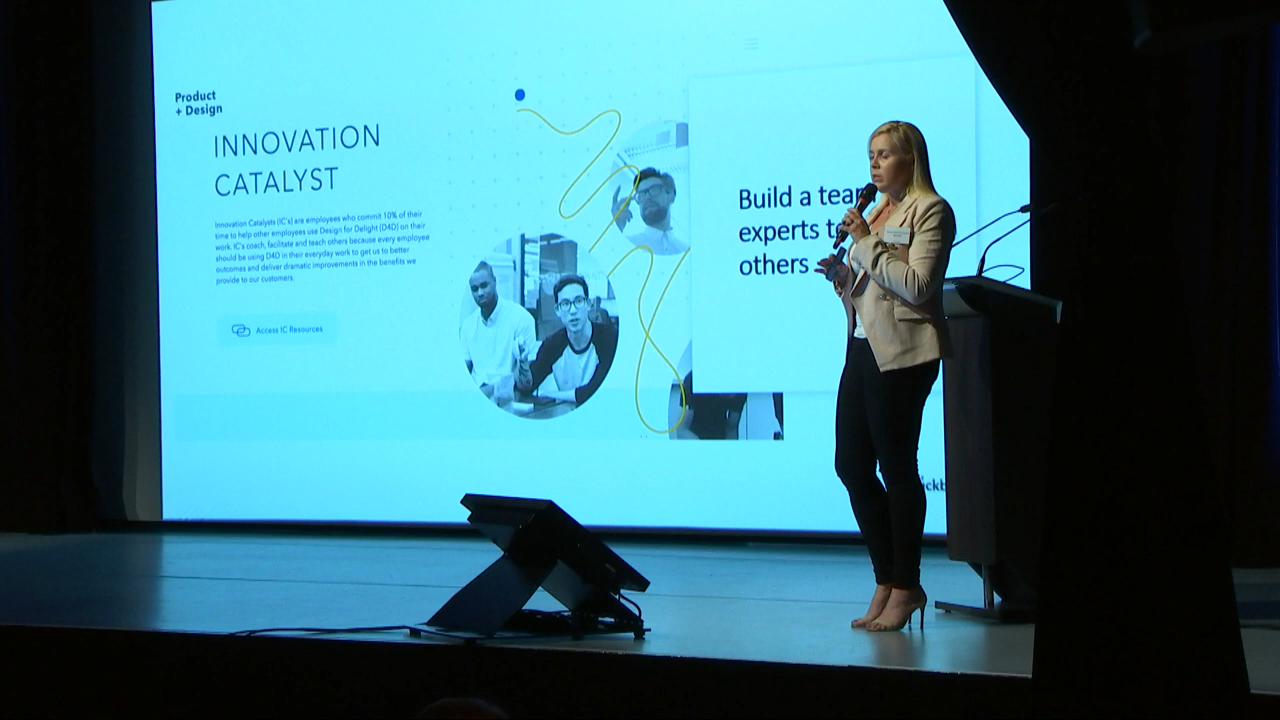 Product
+ Design
INNOVATION
CATALYST
Innovation Catalysts (IC's) are employees who commit 10% of their
time to help other employees use Design for Delight (D4D) on their
work. IC's coach, facilitate and teach others because every employee
should be using D4D in their everyday work to get us to better
outcomes and deliver dramatic improvements in the benefits we
provide to our customers.
Access IC Resources
Build a tea
experts t
others
ickb